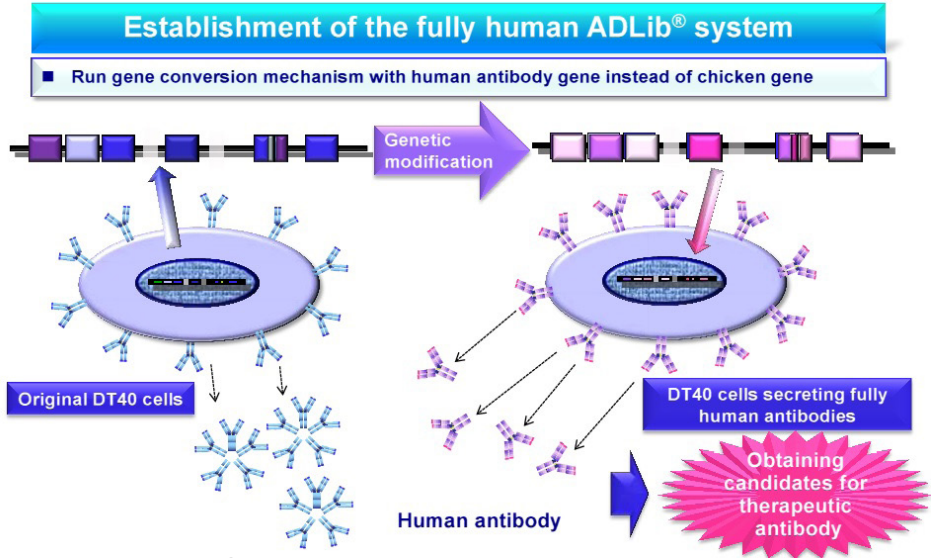 Establishment of the fully human ADLib® system
■ Run gene conversion mechanism with human antibody gene instead of chicken gene
Genetic
modification
Original DT40 cells
DT40 cells secreting fully
human antibodies
Human antibody
Obtaining
candidates for
therapeutic
antibody